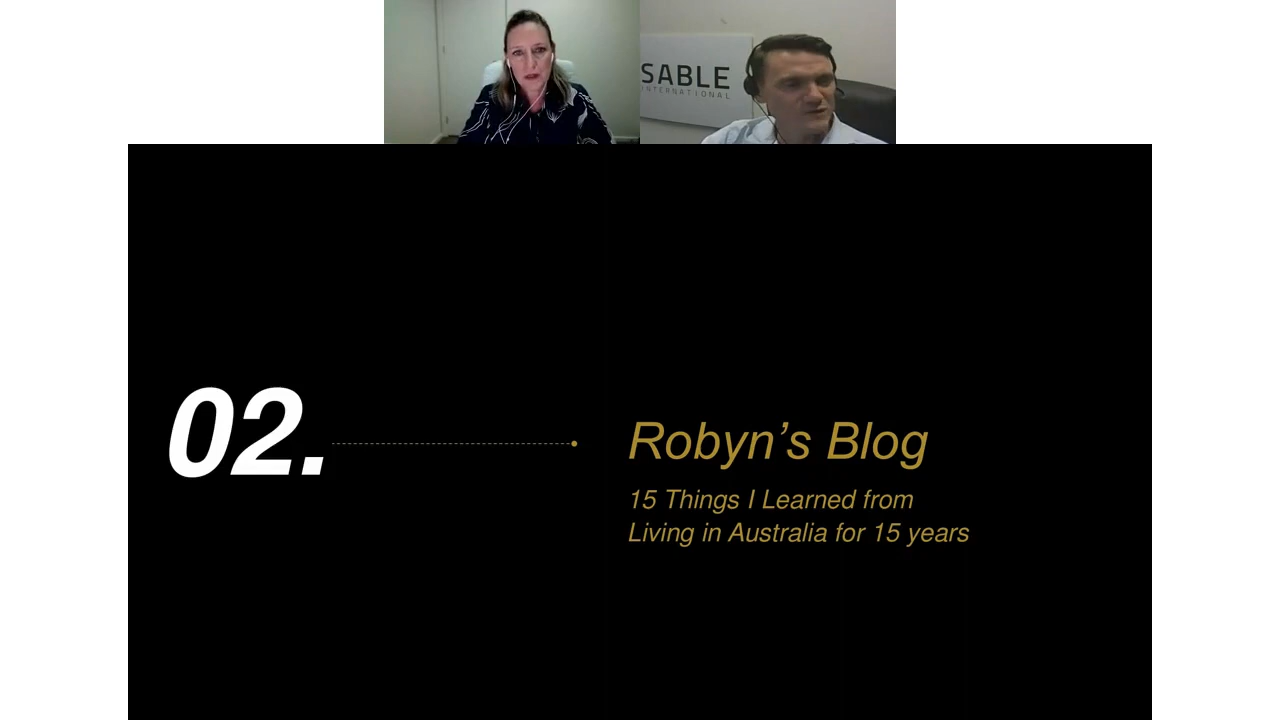 SABLE
INTERNATIONAL
02.
Robyn’s Blog
15 Things I Learned from
Living in Australia for 15 years